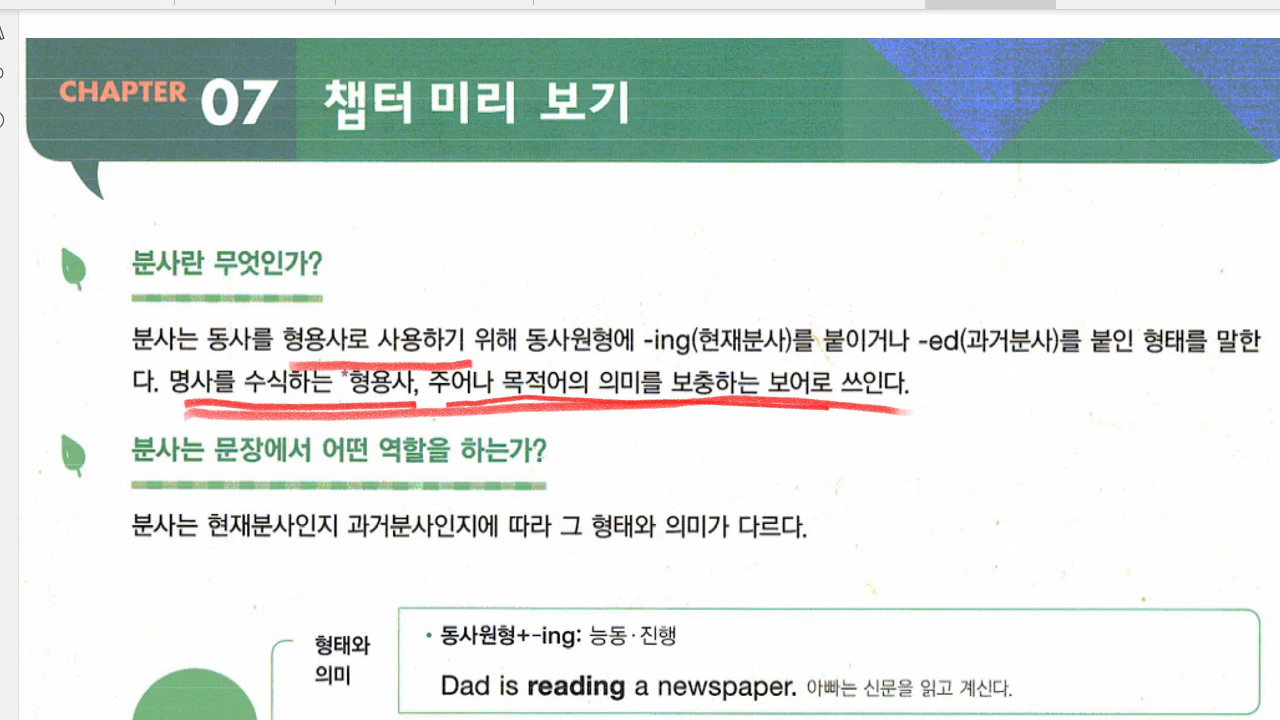 CHAPTER 07 챕터 미리 보기
분사란 무엇인가?
분사는 동사를 형용사로 사용하기 위해 동사원형에 -ing(현재분사)를 붙이거나 -ed(과거분사)를 붙인 형태를 말한
다. 명사를 수식하는 *형용사, 주어나 목적어의 의미를 보충하는 보어로 쓰인다.
분사는 문장에서 어떤 역할을 하는가?
분사는 현재분사인지 과거분사인지에 따라 그 형태와 의미가 다르다.
형태와
의미
• 동사원형+-ing: 능동·진행
Dad is reading a newspaper. 아빠는 신문을 읽고 계신다.